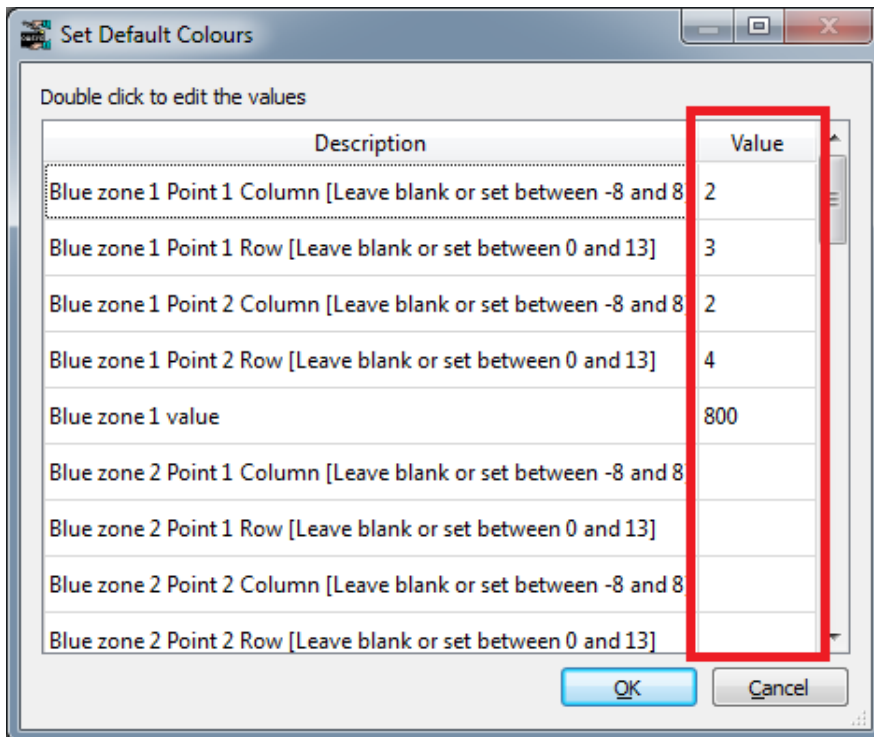 Set Default Colours
Double click to edit the values
Description Value
Blue zone 1 Point 1 Column [Leave blank or set between -8 and 8] 2
Blue zone 1 Point 1 Row [Leave blank or set between 0 and 13] 3
Blue zone 1 Point 2 Column [Leave blank or set between -8 and 8 2
Blue zone 1 Point 2 Row [Leave blank or set between 0 and 13] 4
Blue zone 1 value 800
Blue zone 2 Point 1 Column [Leave blank or set between -8 and 8
Blue zone 2 Point 1 Row [Leave blank or set between 0 and 13]
Blue zone 2 Point 2 Column [Leave blank or set between -8 and 8
Blue zone 2 Point 2 Row [Leave blank or set between 0 and 13]
OK Cancel